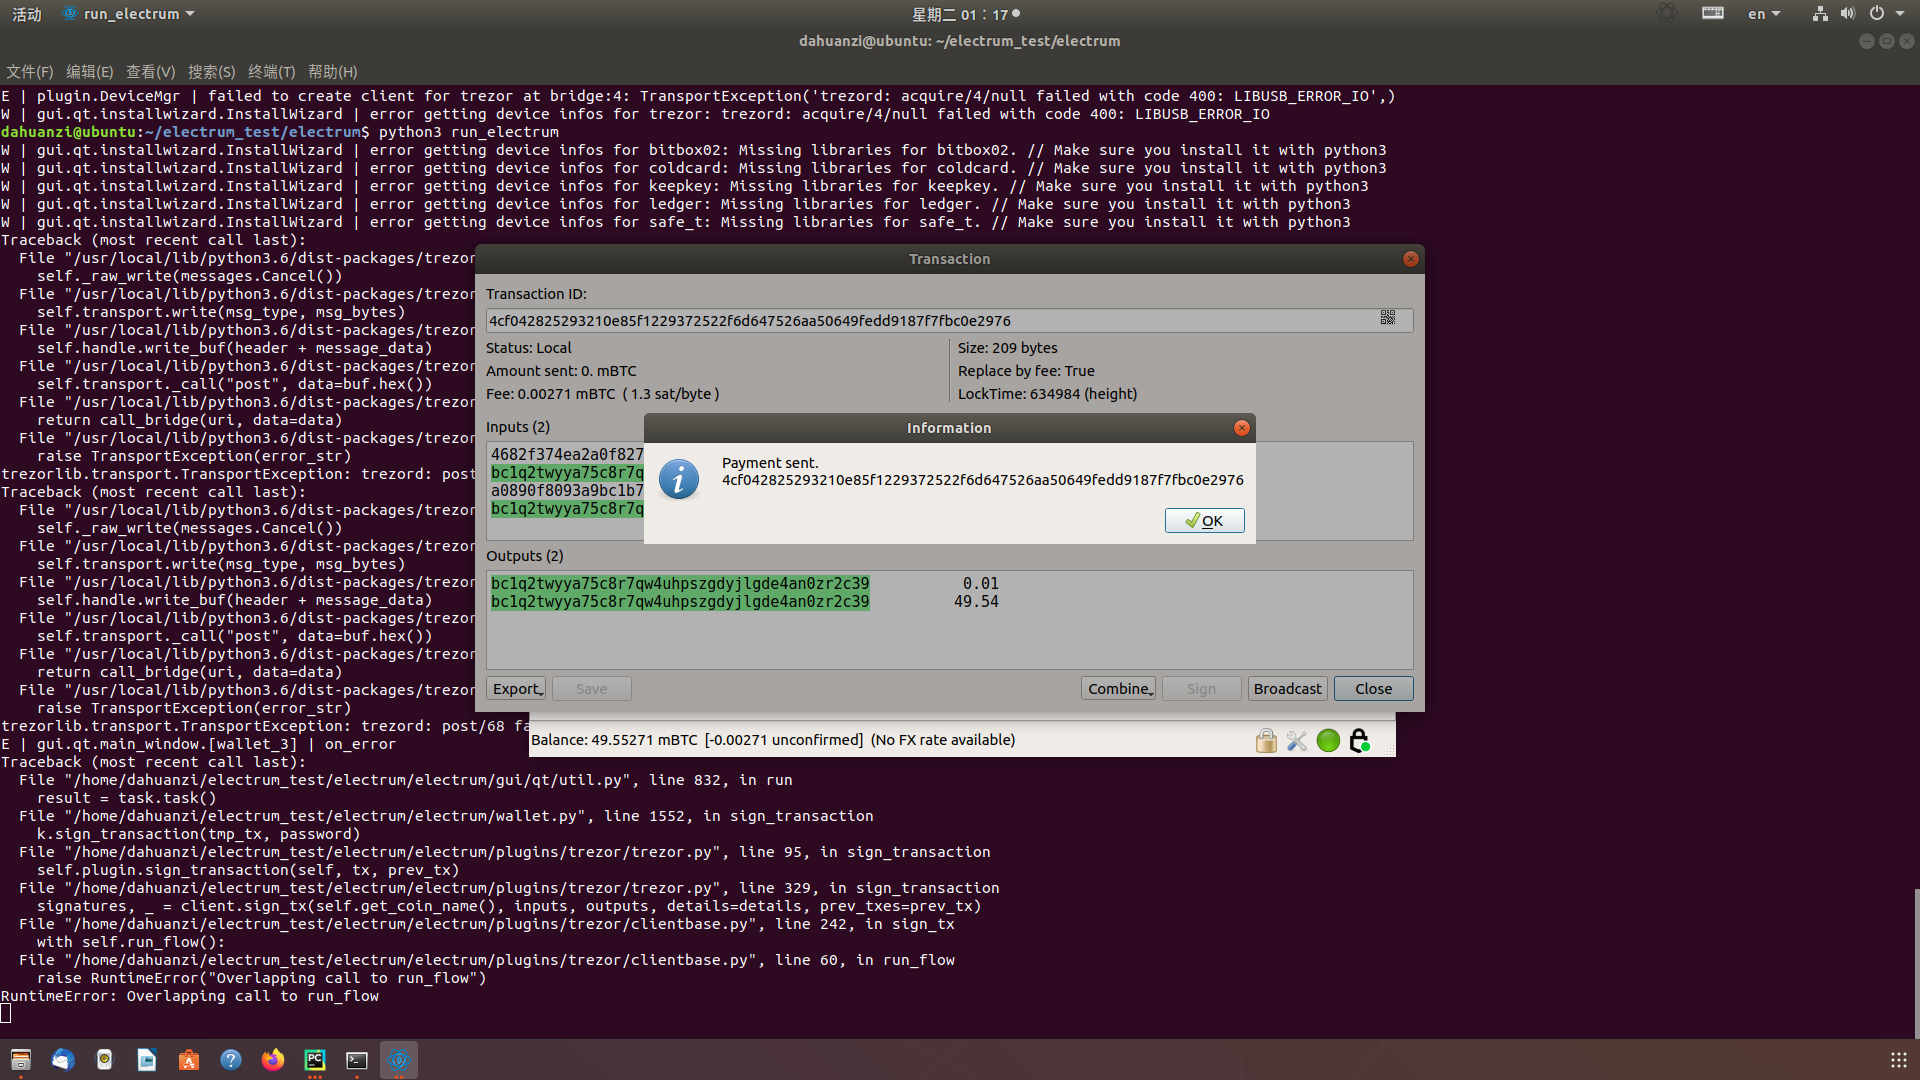 活动 run_electrum 星期二 01：17 en
dahuanzi@ubuntu: ~/electrum_test/electrum
文件(F) 编辑(E) 查看(V) 搜索(S) 终端(T) 帮助(H)
E | plugin.DeviceMgr | failed to create client for trezor at bridge:4: TransportException('trezord: acquire/4/null failed with code 400: LIBUSB_ERROR_IO',)
W | gui.qt.installwizard.InstallWizard | error getting device infos for trezor: trezord: acquire/4/null failed with code 400: LIBUSB_ERROR_IO
dahuanzi@ubuntu:~/electrum_test/electrum$ python3 run_electrum
W | gui.qt.installwizard.InstallWizard | error getting device infos for bitbox02: Missing libraries for bitbox02. // Make sure you install it with python3
W | gui.qt.installwizard.InstallWizard | error getting device infos for coldcard: Missing libraries for coldcard. // Make sure you install it with python3
W | gui.qt.installwizard.InstallWizard | error getting device infos for keepkey: Missing libraries for keepkey. // Make sure you install it with python3
W | gui.qt.installwizard.InstallWizard | error getting device infos for ledger: Missing libraries for ledger. // Make sure you install it with python3
W | gui.qt.installwizard.InstallWizard | error getting device infos for safe_t: Missing libraries for safe_t. // Make sure you install it with python3
Traceback (most recent call last):
File "/usr/local/lib/python3.6/dist-packages/trezor
self._raw_write(messages.Cancel())
File "/usr/local/lib/python3.6/dist-packages/trezor
self.transport.write(msg_type, msg_bytes)
File "/usr/local/lib/python3.6/dist-packages/trezor
self.handle.write_buf(header + message_data)
File "/usr/local/lib/python3.6/dist-packages/trezor
self.transport._call("post", data=buf.hex())
File "/usr/local/lib/python3.6/dist-packages/trezor
return call_bridge(uri, data=data)
File "/usr/local/lib/python3.6/dist-packages/trezor
raise TransportException(error_str)
trezorlib.transport.TransportException: trezord: post
Traceback (most recent call last):
File "/usr/local/lib/python3.6/dist-packages/trezor
self._raw_write(messages.Cancel())
File "/usr/local/lib/python3.6/dist-packages/trezor
self.transport.write(msg_type, msg_bytes)
File "/usr/local/lib/python3.6/dist-packages/trezor
self.handle.write_buf(header + message_data)
File "/usr/local/lib/python3.6/dist-packages/trezor
self.transport._call("post", data=buf.hex())
File "/usr/local/lib/python3.6/dist-packages/trezor
return call_bridge(uri, data=data)
File "/usr/local/lib/python3.6/dist-packages/trezor
raise TransportException(error_str)
trezorlib.transport.TransportException: trezord: post/68 fa
E | gui.qt.main_window.[wallet_3] | on_error
Traceback (most recent call last):
File "/home/dahuanzi/electrum_test/electrum/electrum/gui/qt/util.py", line 832, in run
result = task.task()
File "/home/dahuanzi/electrum_test/electrum/electrum/wallet.py", line 1552, in sign_transaction
k.sign_transaction(tmp_tx, password)
File "/home/dahuanzi/electrum_test/electrum/electrum/plugins/trezor/trezor.py", line 95, in sign_transaction
self.plugin.sign_transaction(self, tx, prev_tx)
File "/home/dahuanzi/electrum_test/electrum/electrum/plugins/trezor/trezor.py", line 329, in sign_transaction
signatures, _ = client.sign_tx(self.get_coin_name(), inputs, outputs, details=details, prev_txes=prev_tx)
File "/home/dahuanzi/electrum_test/electrum/electrum/plugins/trezor/clientbase.py", line 242, in sign_tx
with self.run_flow():
File "/home/dahuanzi/electrum_test/electrum/electrum/plugins/trezor/clientbase.py", line 60, in run_flow
raise RuntimeError("Overlapping call to run_flow")
RuntimeError: Overlapping call to run_flow
Transaction
Transaction ID:
4cf042825293210e85f1229372522f6d647526aa50649fedd9187f7fbc0e2976
Status: Local
Amount sent: 0. mBTC
Fee: 0.00271 mBTC ( 1.3 sat/byte )
Size: 209 bytes
Replace by fee: True
LockTime: 634984 (height)
Inputs (2)
4682f374ea2a0f827
bc1q2twyya75c8r7q
a0890f8093a9bc1b7
bc1q2twyya75c8r7q
Information
Payment sent.
4cf042825293210e85f1229372522f6d647526aa50649fedd9187f7fbc0e2976
OK
Outputs (2)
bc1q2twyya75c8r7qw4uhpszgdyjlgde4an0zr2c39 0.01
bc1q2twyya75c8r7qw4uhpszgdyjlgde4an0zr2c39 49.54
Export Save Combine Sign Broadcast Close
Balance: 49.55271 mBTC [-0.00271 unconfirmed] (No FX rate available)